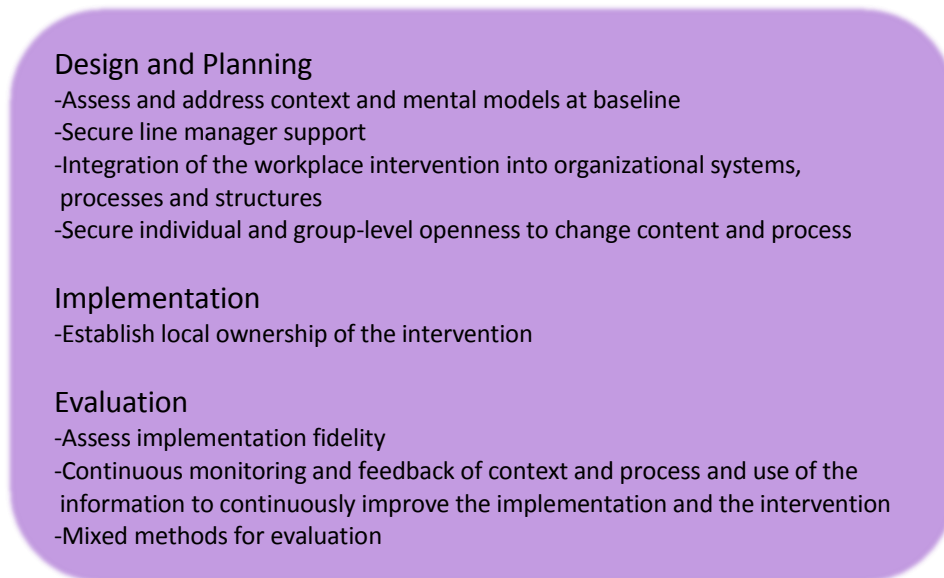 Design and Planning
-Assess and address context and mental models at baseline
-Secure line manager support
-Integration of the workplace intervention into organizational systems,
processes and structures
-Secure individual and group-level openness to change content and process
Implementation
-Establish local ownership of the intervention
Evaluation
-Assess implementation fidelity
-Continuous monitoring and feedback of context and process and use of the
information to continuously improve the implementation and the intervention
-Mixed methods for evaluation